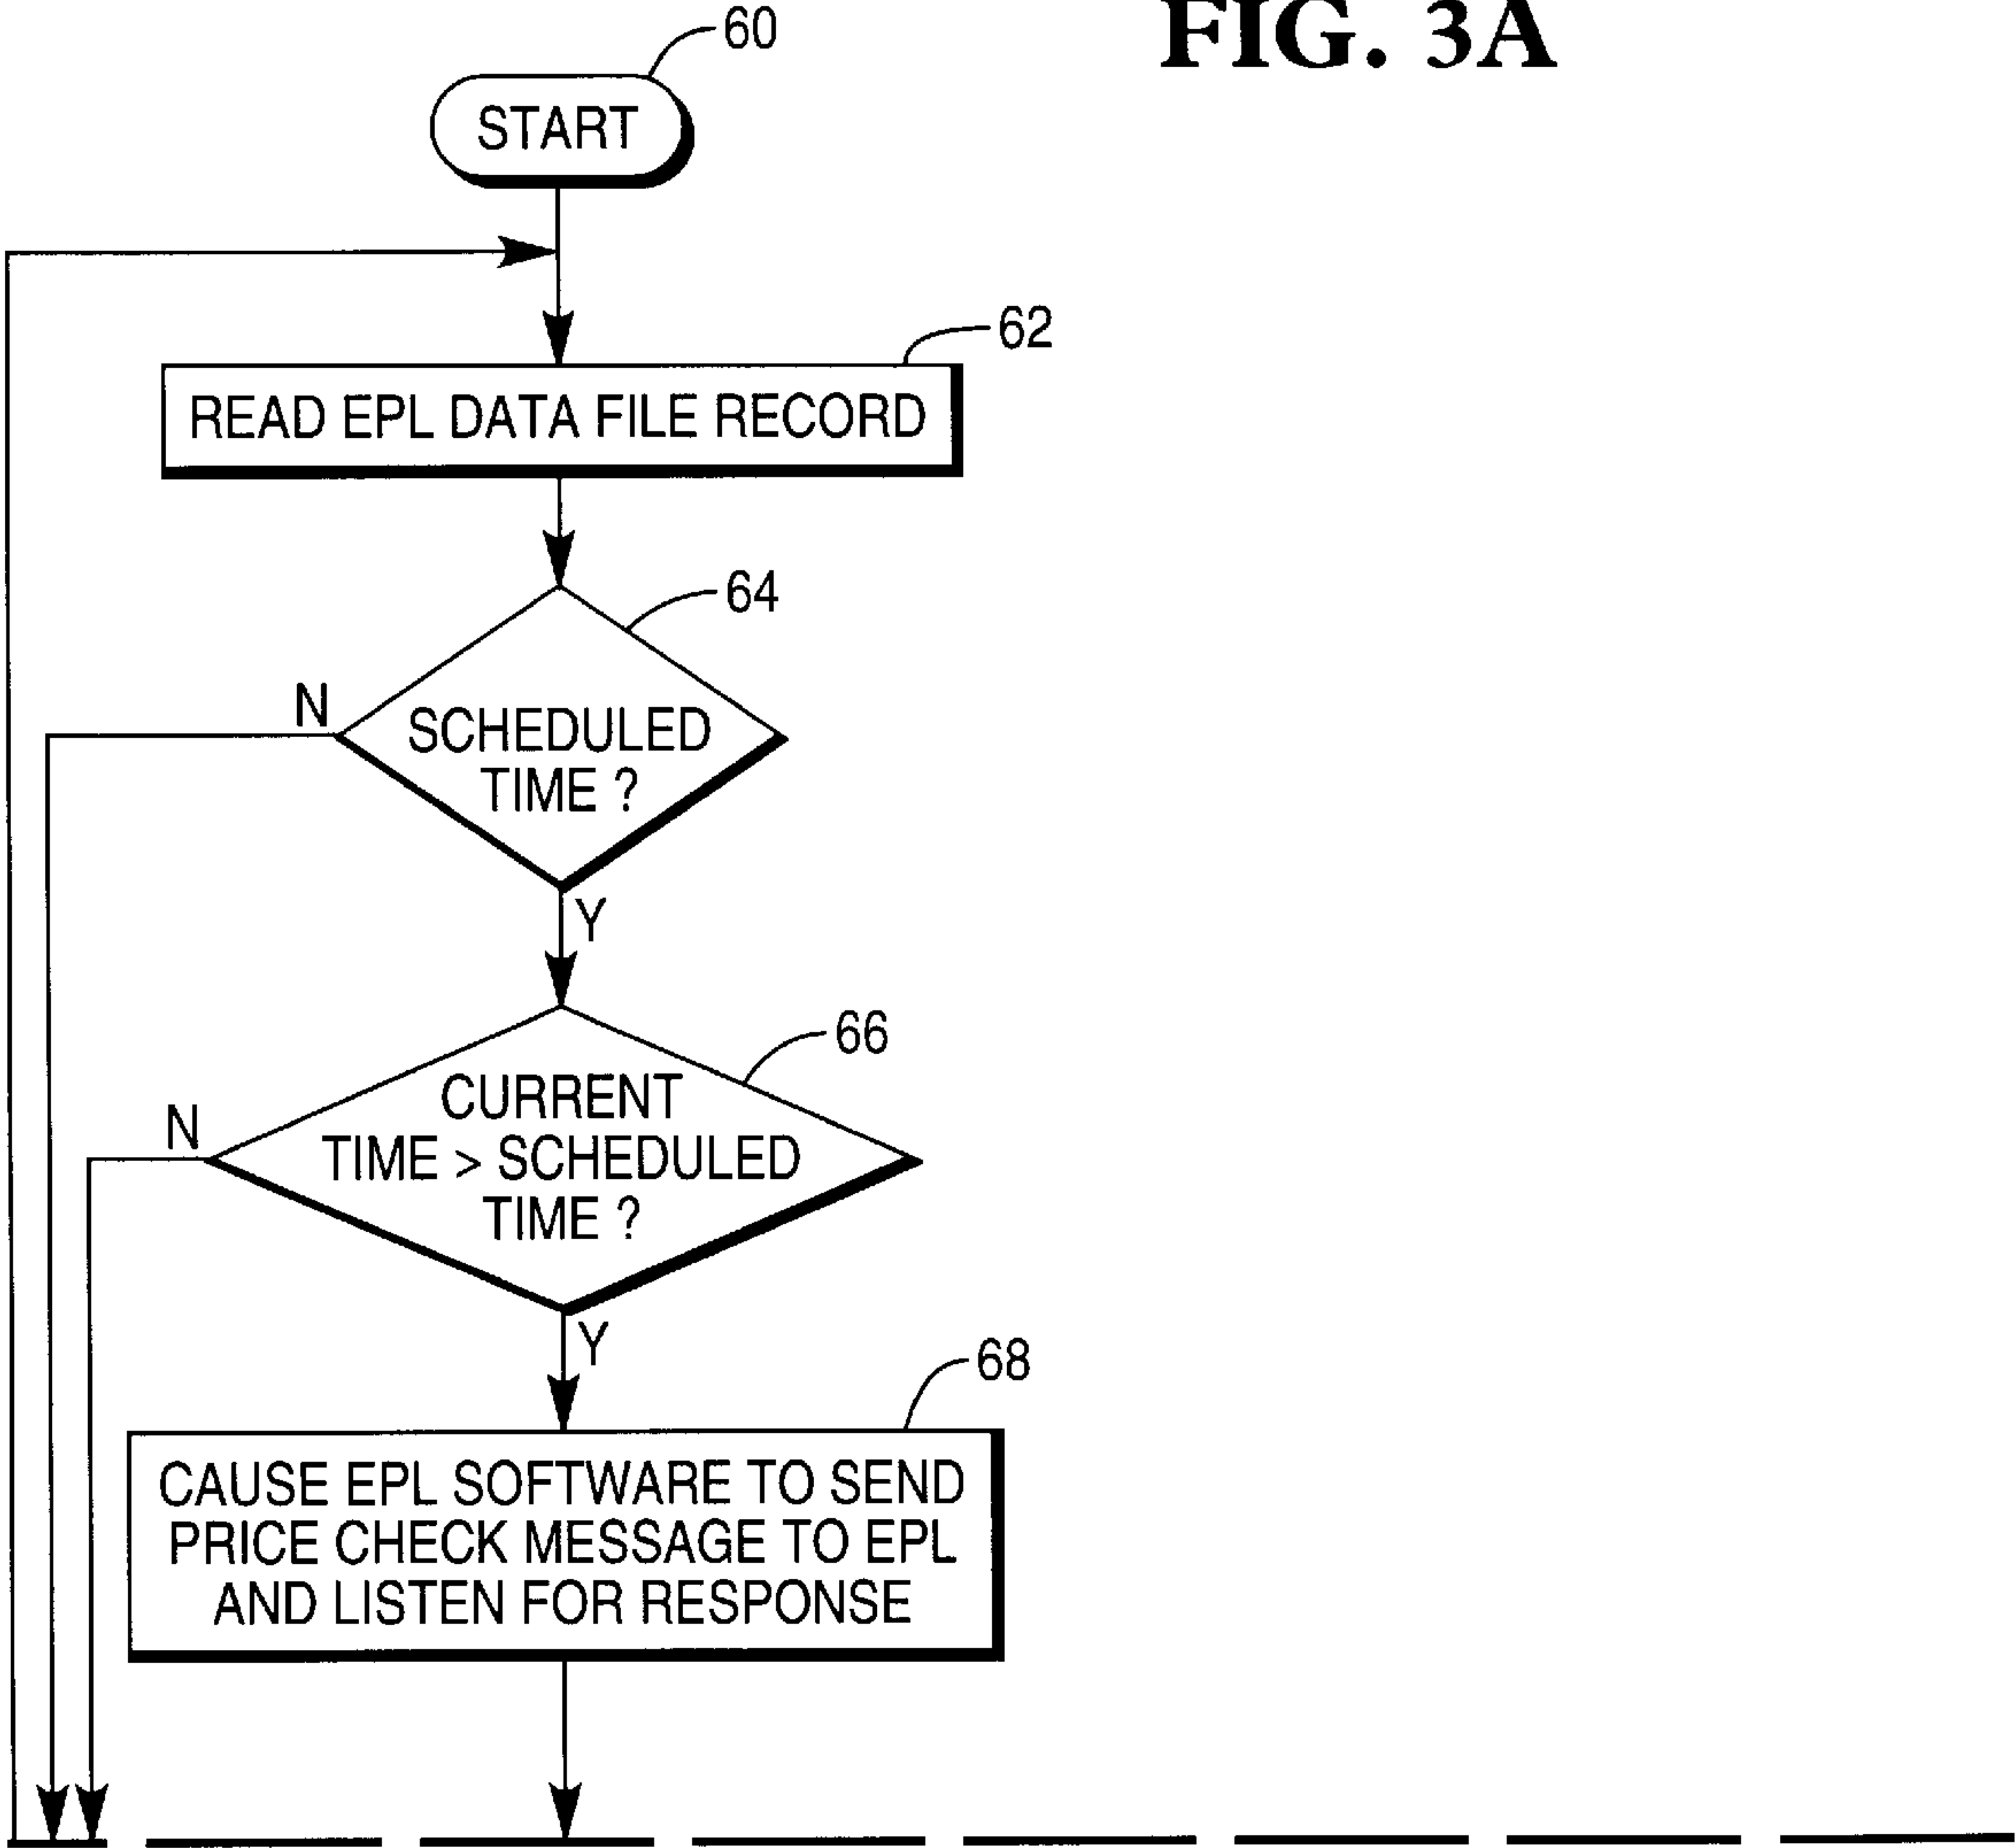 FIG. 3A
60
START
62
READ EPL DATA FILE RECORD
64
N
SCHEDULED
TIME ?
Y
66
N
CURRENT
TIME > SCHEDULED
TIME ?
Y
68
CAUSE EPL SOFTWARE TO SEND
PRICE CHECK MESSAGE TO EPL
AND LISTEN FOR RESPONSE